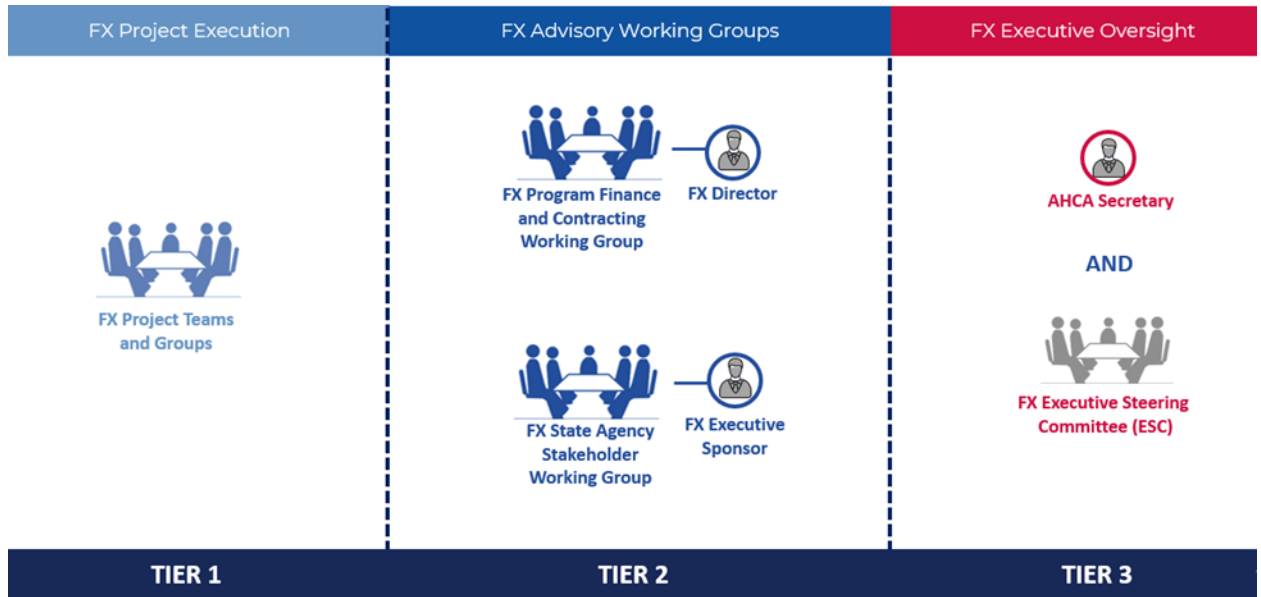 FX Project Execution
FX Advisory Working Groups
FX Executive Oversight
FX Project Teams
and Groups
FX Program Finance
and Contracting
Working Group
FX Director
FX State Agency
Stakeholder
Working Group
FX Executive
Sponsor
AHCA Secretary
AND
FX Executive Steering
Committee (ESC)
TIER 1
TIER 2
TIER 3